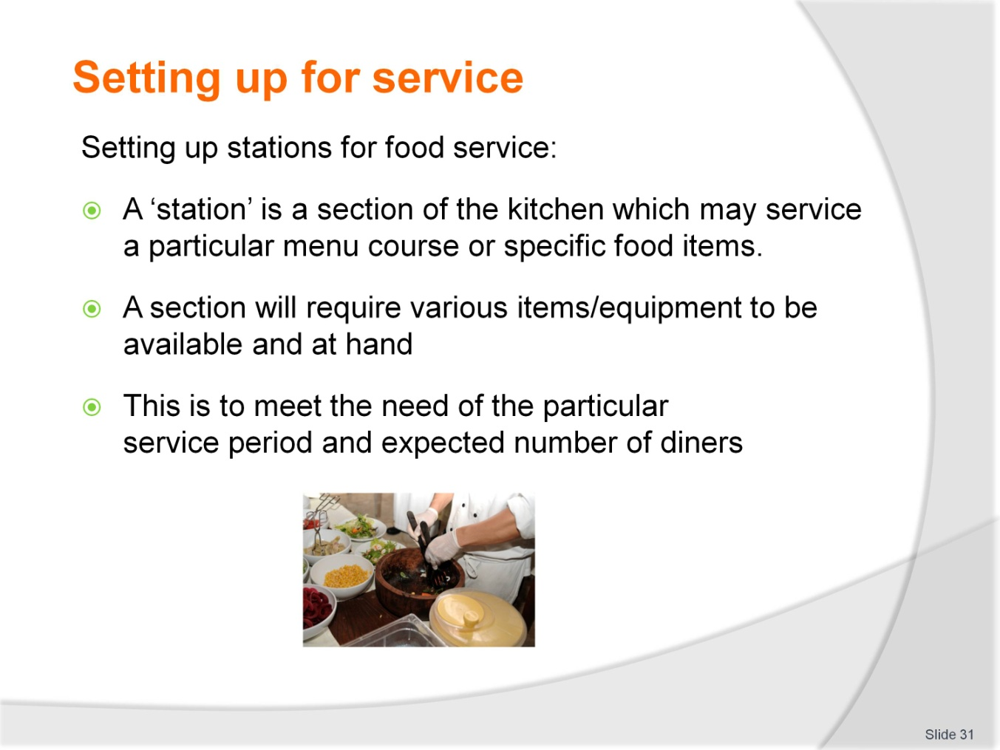 Setting up for service
Setting up stations for food service:
A ‘station’ is a section of the kitchen which may service
a particular menu course or specific food items.
A section will require various items/equipment to be
available and at hand
This is to meet the need of the particular
service period and expected number of diners
Slide 31